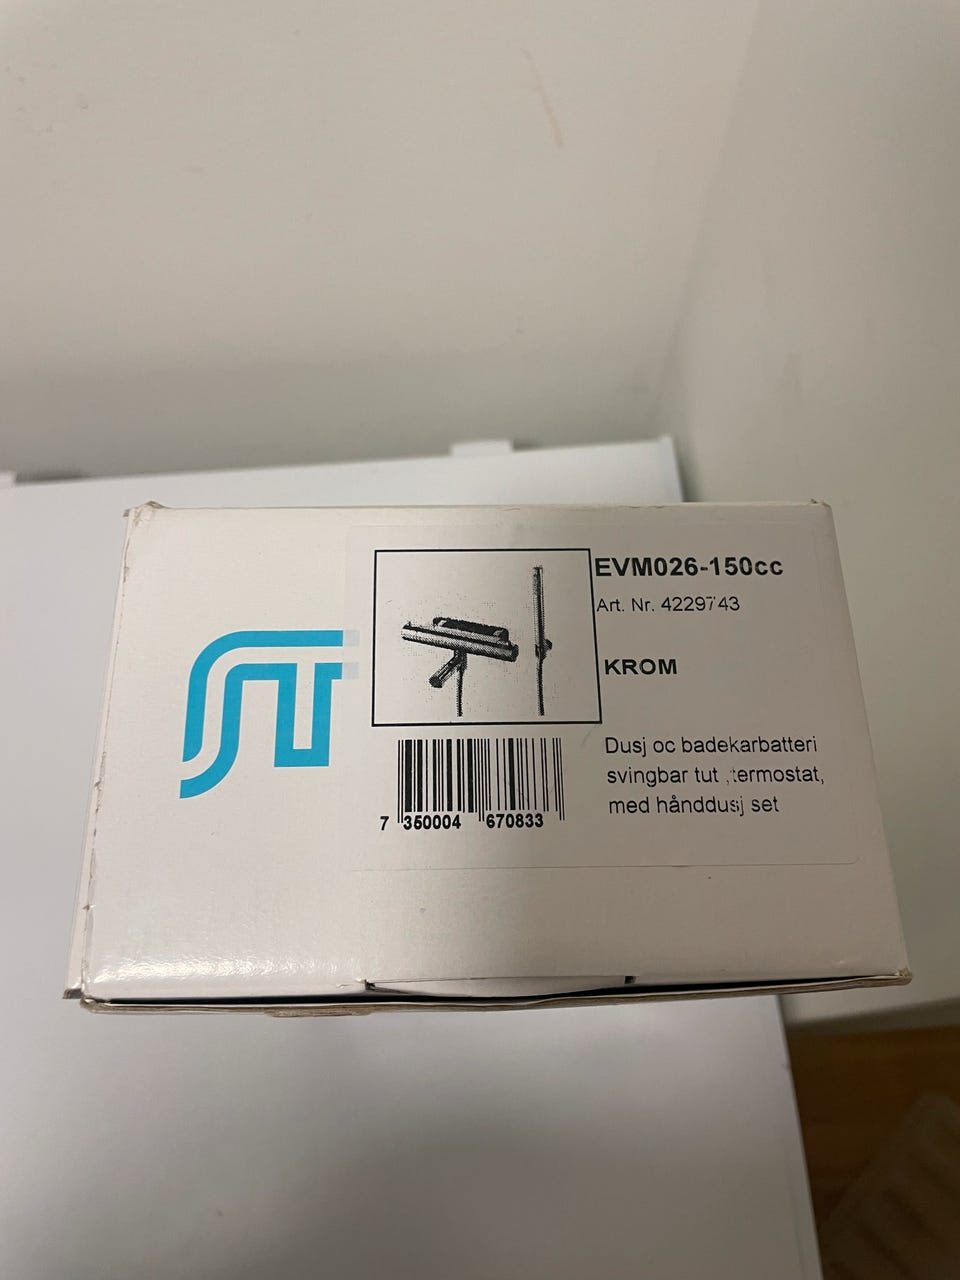 EVM026-150cc
Art. Nr. 4229743
KROM
Dusj oc badekarbatteri
svingbar tut ,termostat,
med hånddusj set
7 350004 670833